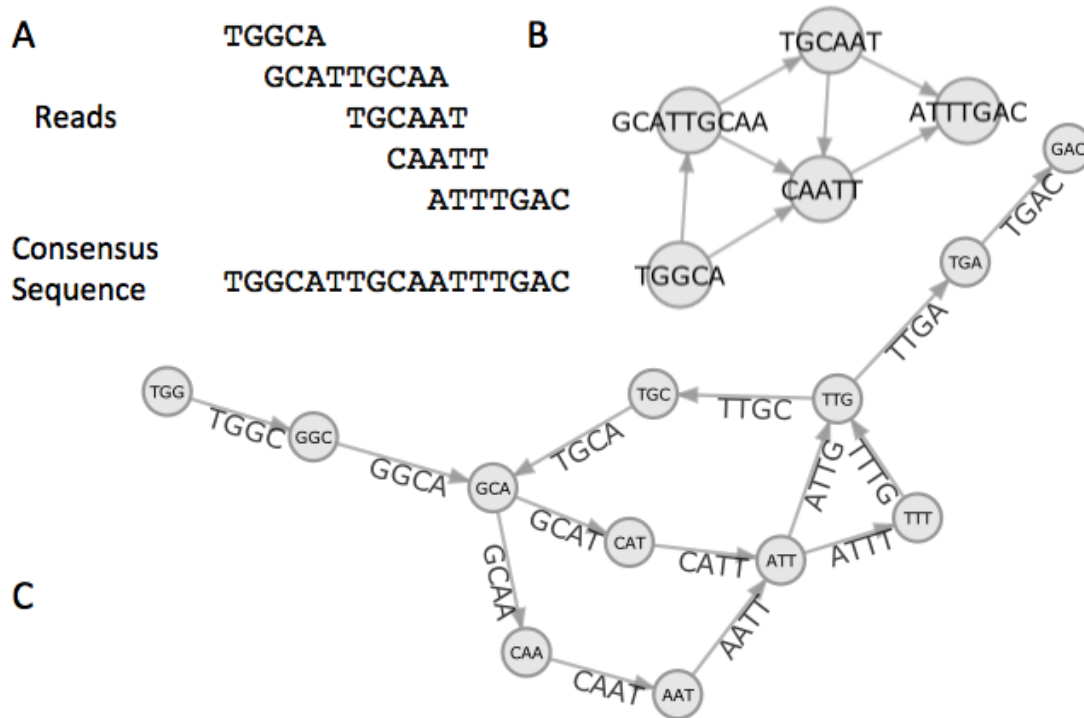 A
Reads
TGGCA
GCATTGCAA
TGCAAT
CAATT
ATTTGAC
Consensus
Sequence
TGGCATTGCAATTTGAC
B
TGCAAT
GCATTGCAA
ATTTGAC
CAATT
TGGCA
C
GAC
TGAC
TGA
TTGA
TGG
TGGC
GGC
GGCA
GCA
TGCA
TGC
TTGC
TTG
GCAT
CAT
CATT
ATT
ATTG
TTTG
TTT
ATTT
GCAA
CAA
CAAT
AAT
AATT